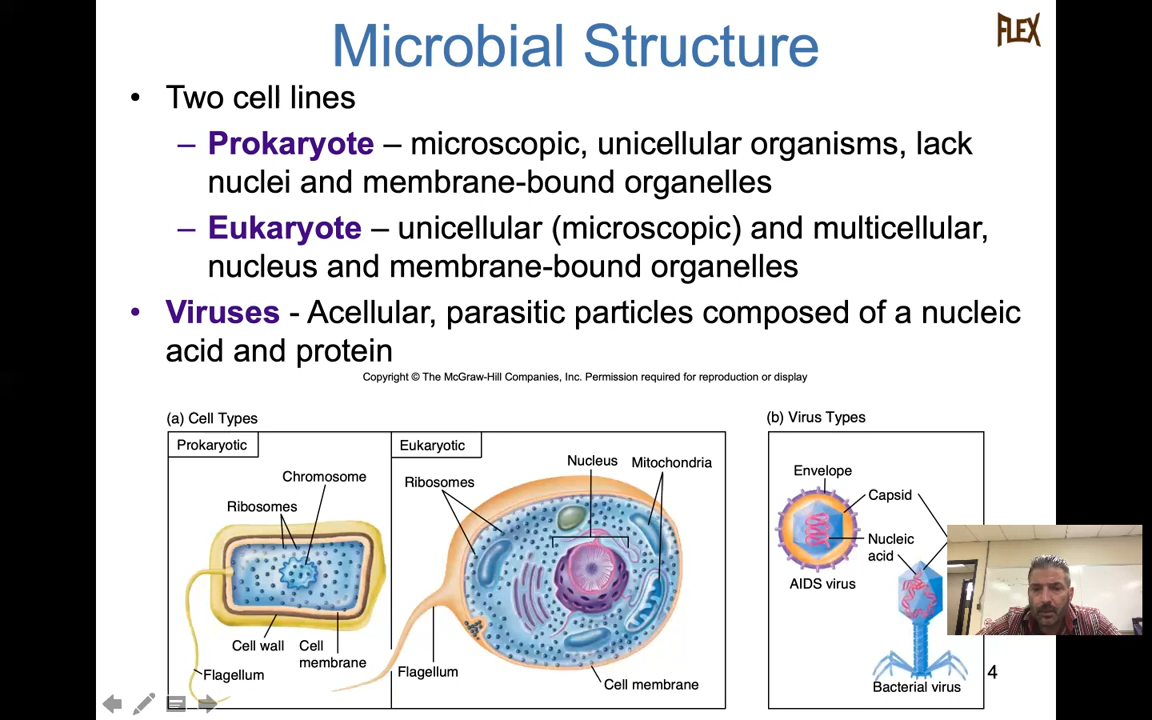 FLEX
Microbial Structure
• Two cell lines
– Prokaryote – microscopic, unicellular organisms, lack
nuclei and membrane-bound organelles
– Eukaryote – unicellular (microscopic) and multicellular,
nucleus and membrane-bound organelles
• Viruses - Acellular, parasitic particles composed of a nucleic
acid and protein
Copyright © The McGraw-Hill Companies, Inc. Permission required for reproduction or display
(a) Cell Types
Prokaryotic
Chromosome
Ribosomes
Cell wall
Cell
membrane
Flagellum
Eukaryotic
Nucleus
Mitochondria
Ribosomes
Flagellum
Cell membrane
(b) Virus Types
Envelope
Capsid
Nucleic
acid
AIDS virus
Bacterial virus
4